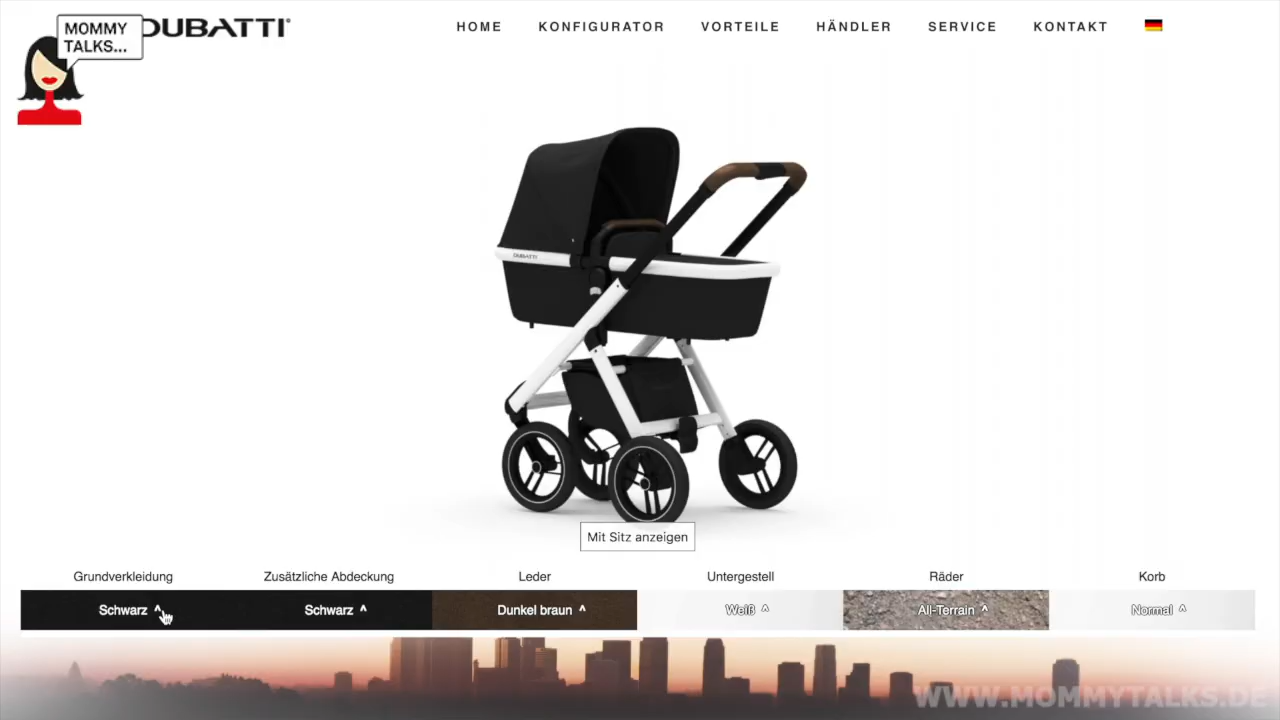 MOMMY
TALKS...
DUBATTI
HOME KONFIGURATOR VORTEILE HÄNDLER SERVICE KONTAKT
DUBATTI
Mit Sitz anzeigen
Grundverkleidung Zusätzliche Abdeckung Leder Untergestell Räder Korb
Schwarz ^ Schwarz ^ Dunkel braun ^ Weiß ^ All-Terrain ^ Normal ^
WWW.MOMMYTALKS.DE